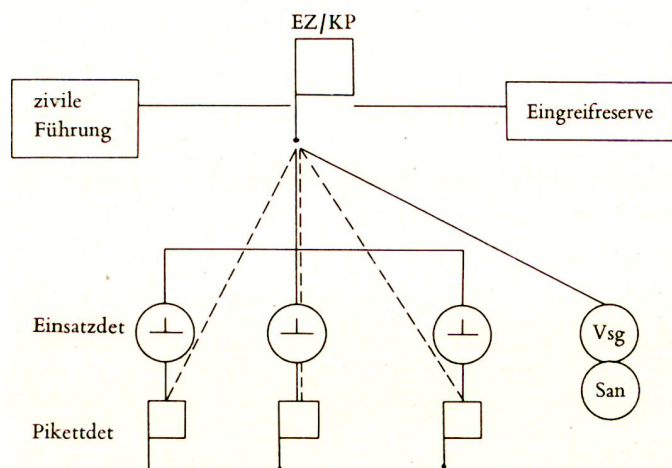 EZ/KP
zivile
Führung
Eingreifreserve
Einsatzdet
Vsg
San
Pikettdet